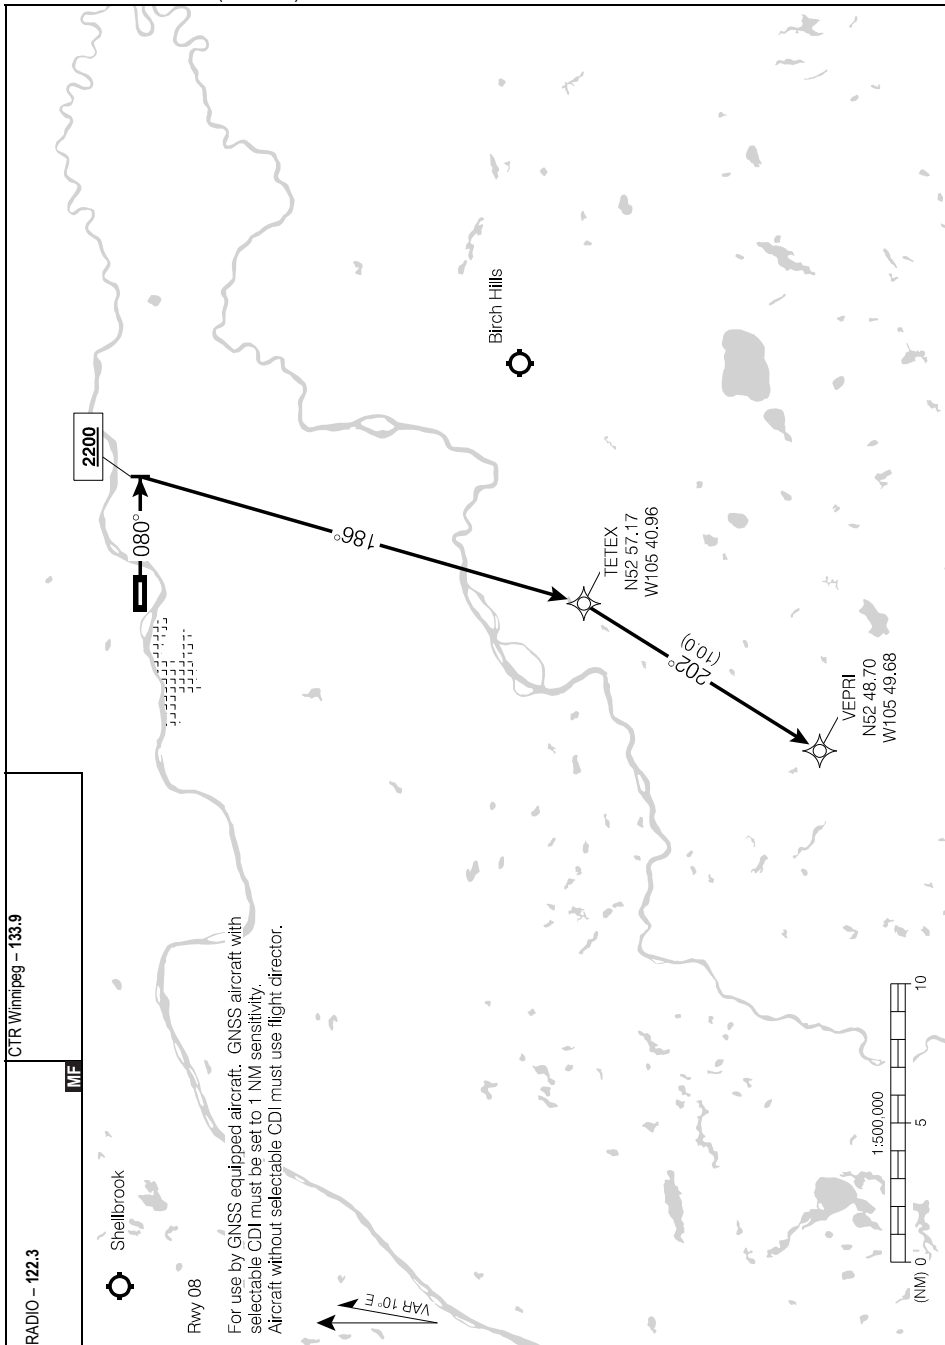 RADIO – 122.3
MF
CTR Winnipeg – 133.9
Shellbrook
Rwy 08
For use by GNSS equipped aircraft. GNSS aircraft with
selectable CDI must be set to 1 NM sensitivity.
Aircraft without selectable CDI must use flight director.
VAR 10° E
2200
080°
186°
Birch Hills
TETEX
N52 57.17
W105 40.96
202°
(10.0)
VEPRI
N52 48.70
W105 49.68
1:500,000
(NM) 0 5 10